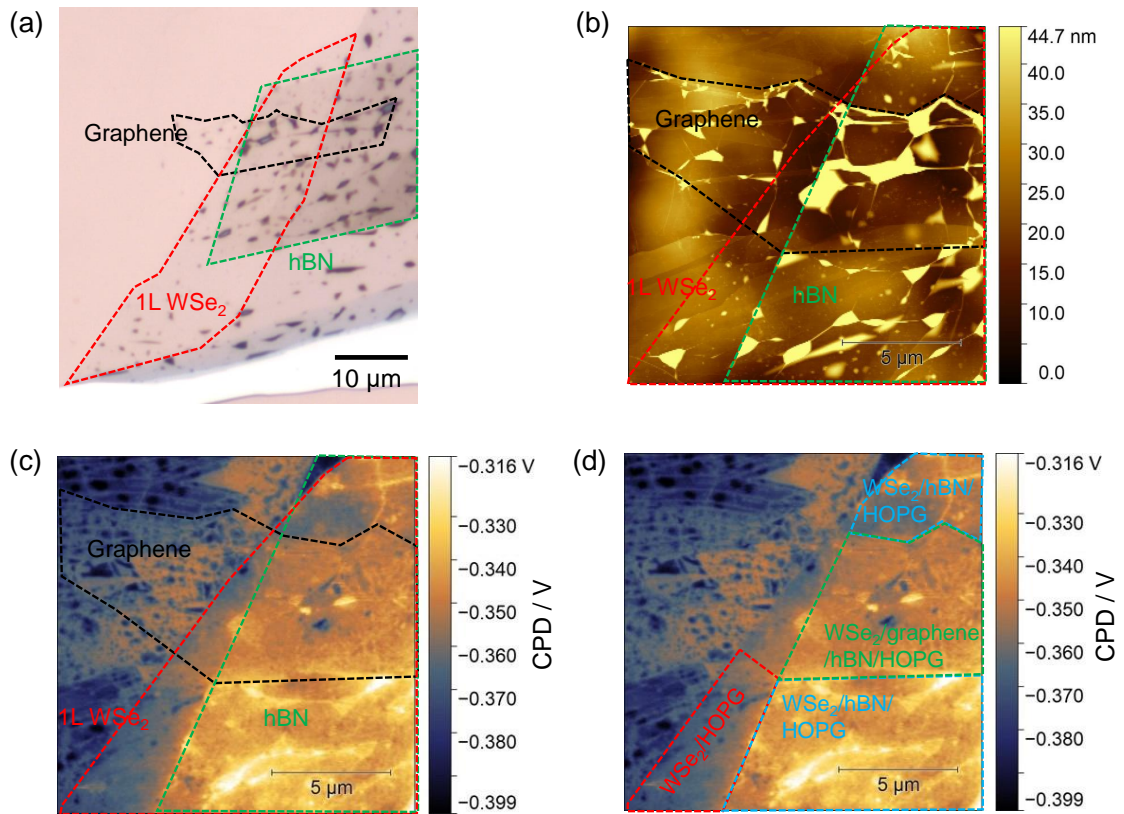 (a)
Graphene
hBN
1L WSe₂
10 µm
(b)
Graphene
1L WSe₂
hBN
5 µm
44.7 nm
40.0
35.0
30.0
25.0
20.0
15.0
10.0
0.0
(c)
Graphene
1L WSe₂
hBN
5 µm
−0.316 V
−0.330
−0.340
−0.350
−0.360
−0.370
−0.380
−0.399
CPD / V
(d)
WSe₂/hBN/
HOPG
WSe₂/graphene
/hBN/HOPG
WSe₂/hBN/
HOPG
WSe₂/HOPG
5 µm
−0.316 V
−0.330
−0.340
−0.350
−0.360
−0.370
−0.380
−0.399
CPD / V